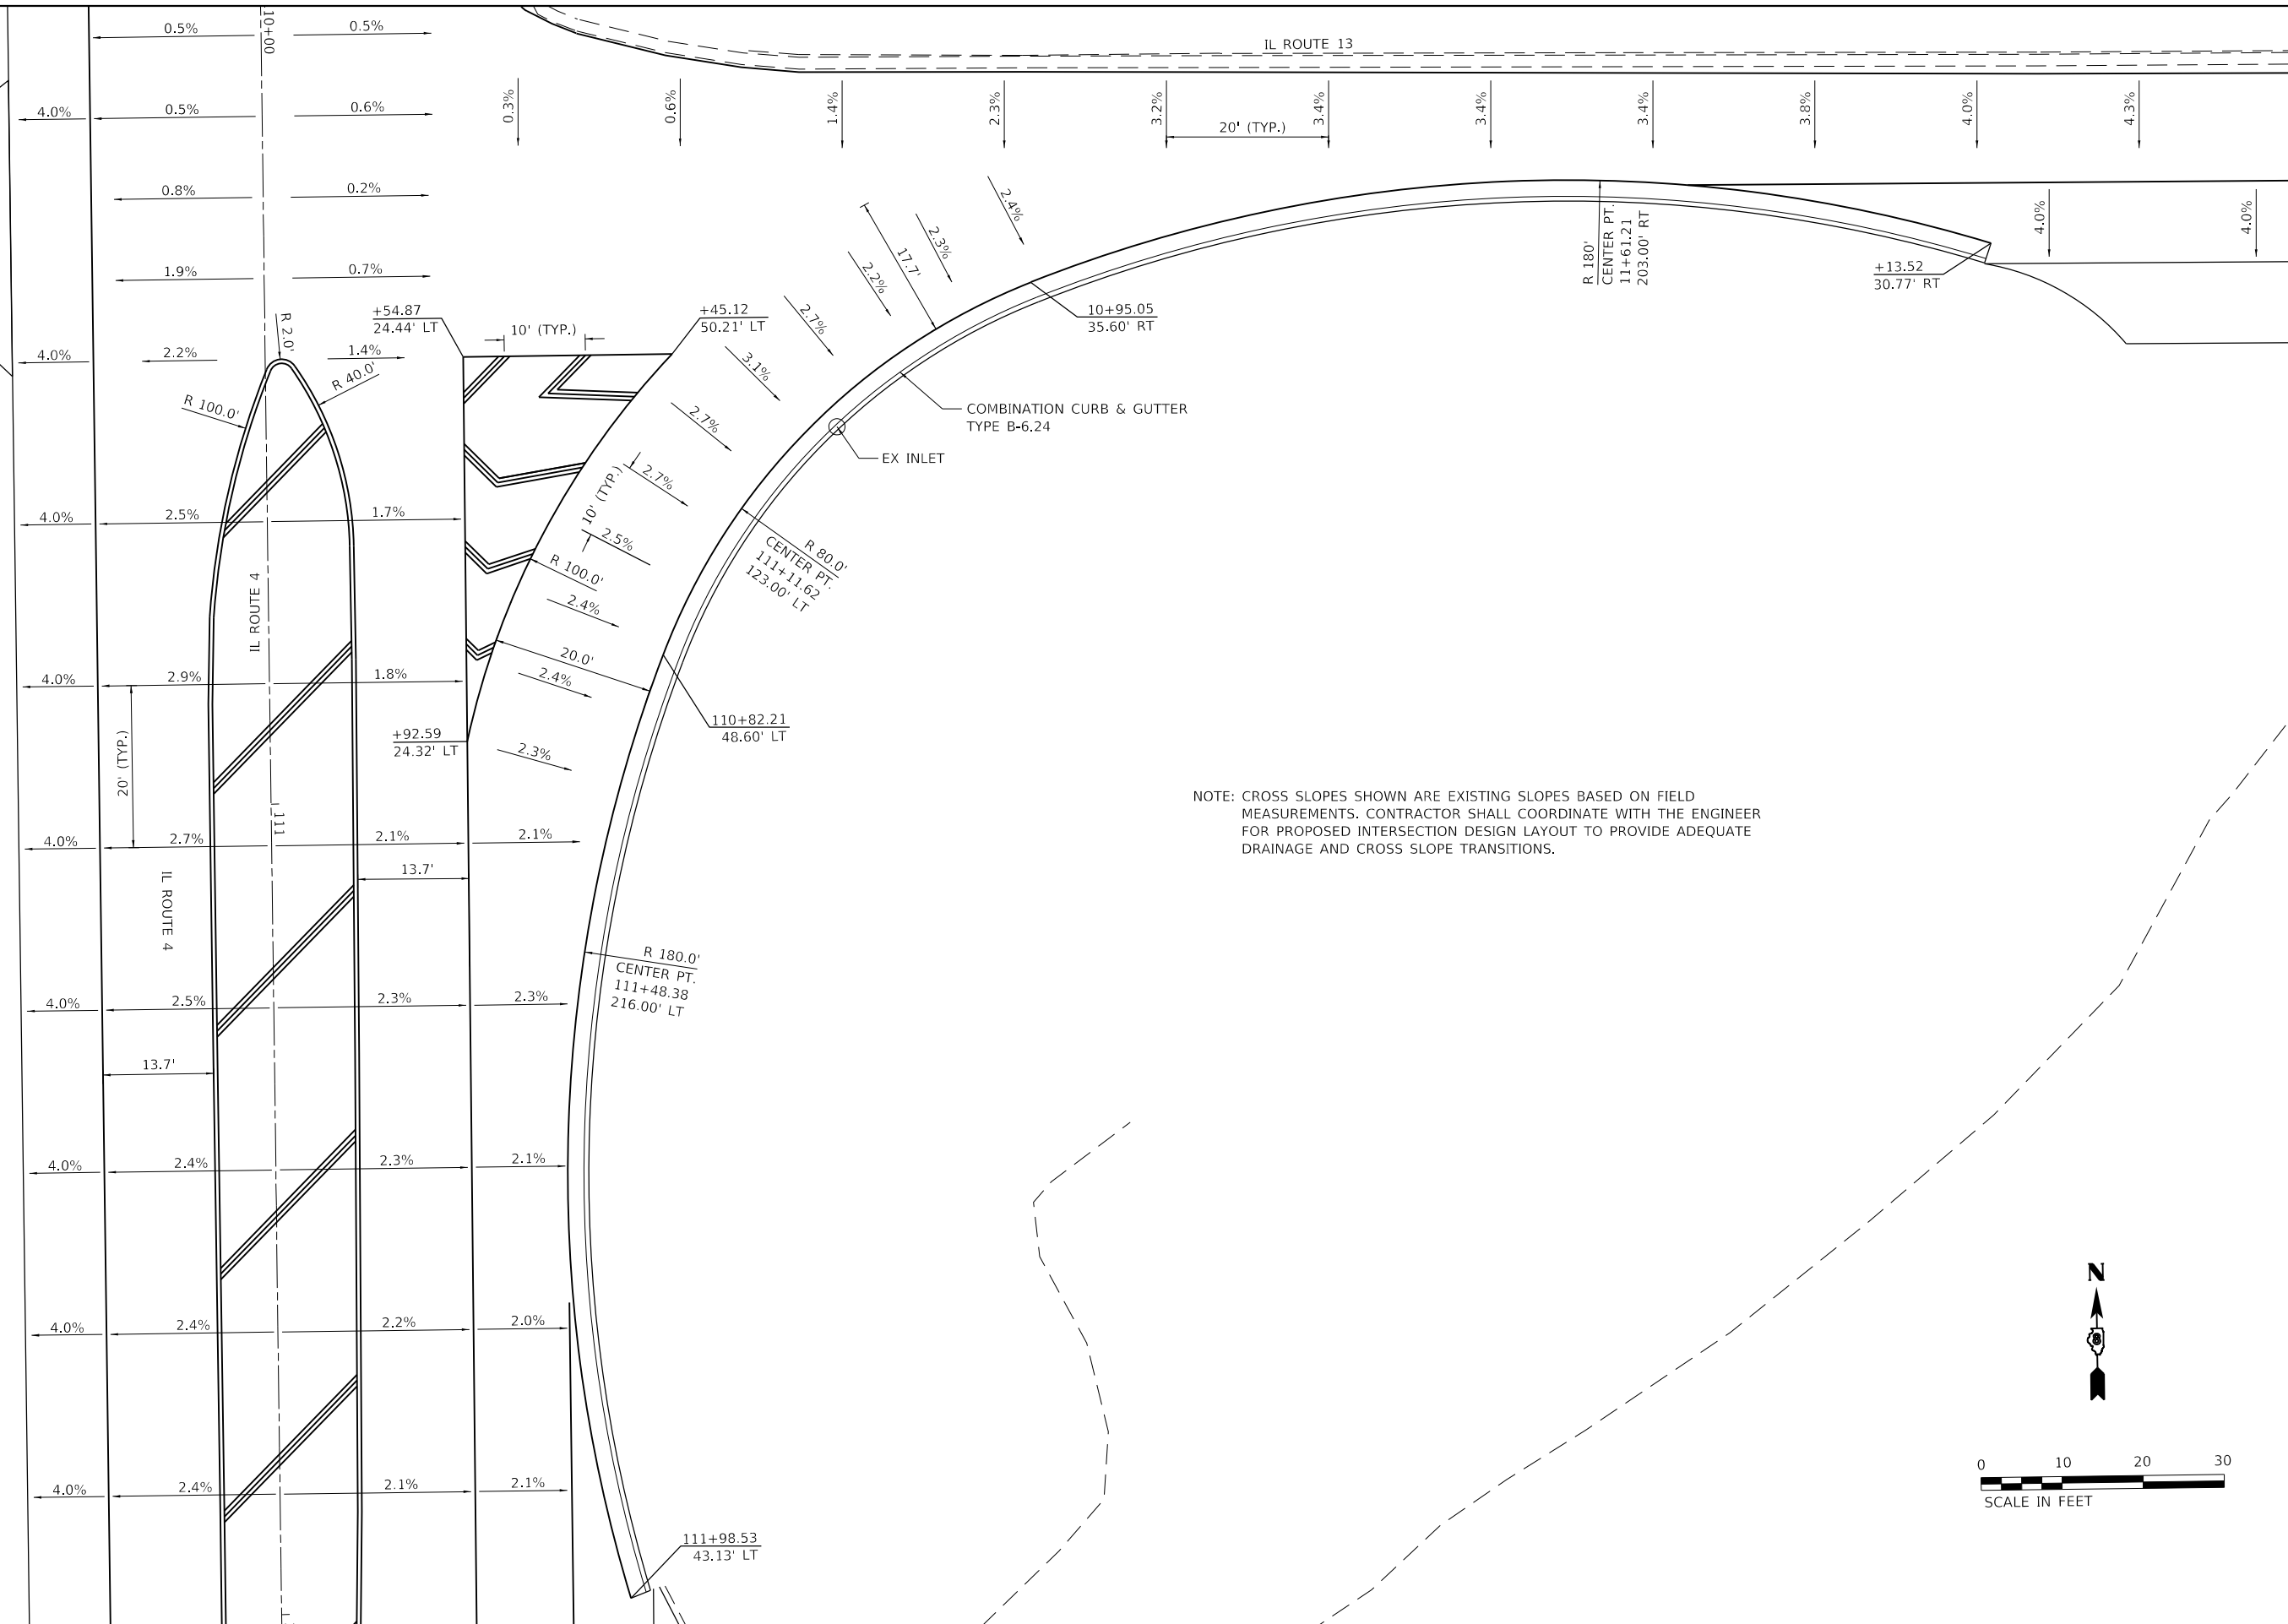 0.5%
10+00
0.5%
IL ROUTE 13
4.0%
0.5%
0.6%
0.3%
0.6%
1.4%
2.3%
3.2%
20' (TYP.)
3.4%
3.4%
3.4%
3.8%
4.0%
4.3%
0.8%
0.2%
2.4%
2.3%
17.7'
2.2%
4.0%
4.0%
R 180'
CENTER PT.
11+61.21
203.00' RT
+13.52
30.77' RT
1.9%
0.7%
+54.87
24.44' LT
10' (TYP.)
+45.12
50.21' LT
2.7%
10+95.05
35.60' RT
4.0%
2.2%
R 2.0'
1.4%
R 40.0'
R 100.0'
3.1%
2.7%
COMBINATION CURB & GUTTER
TYPE B-6.24
EX INLET
2.7%
10' (TYP.)
2.5%
4.0%
2.5%
1.7%
R 80.0'
CENTER PT.
111+11.62
123.00' LT
R 100.0'
2.4%
IL ROUTE 4
20.0'
2.4%
4.0%
2.9%
1.8%
110+82.21
48.60' LT
+92.59
24.32' LT
2.3%
20' (TYP.)
NOTE: CROSS SLOPES SHOWN ARE EXISTING SLOPES BASED ON FIELD
MEASUREMENTS. CONTRACTOR SHALL COORDINATE WITH THE ENGINEER
FOR PROPOSED INTERSECTION DESIGN LAYOUT TO PROVIDE ADEQUATE
DRAINAGE AND CROSS SLOPE TRANSITIONS.
111
4.0%
2.7%
2.1%
2.1%
13.7'
IL ROUTE 4
R 180.0'
CENTER PT.
111+48.38
216.00' LT
4.0%
2.5%
2.3%
2.3%
13.7'
4.0%
2.4%
2.3%
2.1%
N
8
4.0%
2.4%
2.2%
2.0%
4.0%
2.4%
2.1%
2.1%
0 10 20 30
SCALE IN FEET
111+98.53
43.13' LT